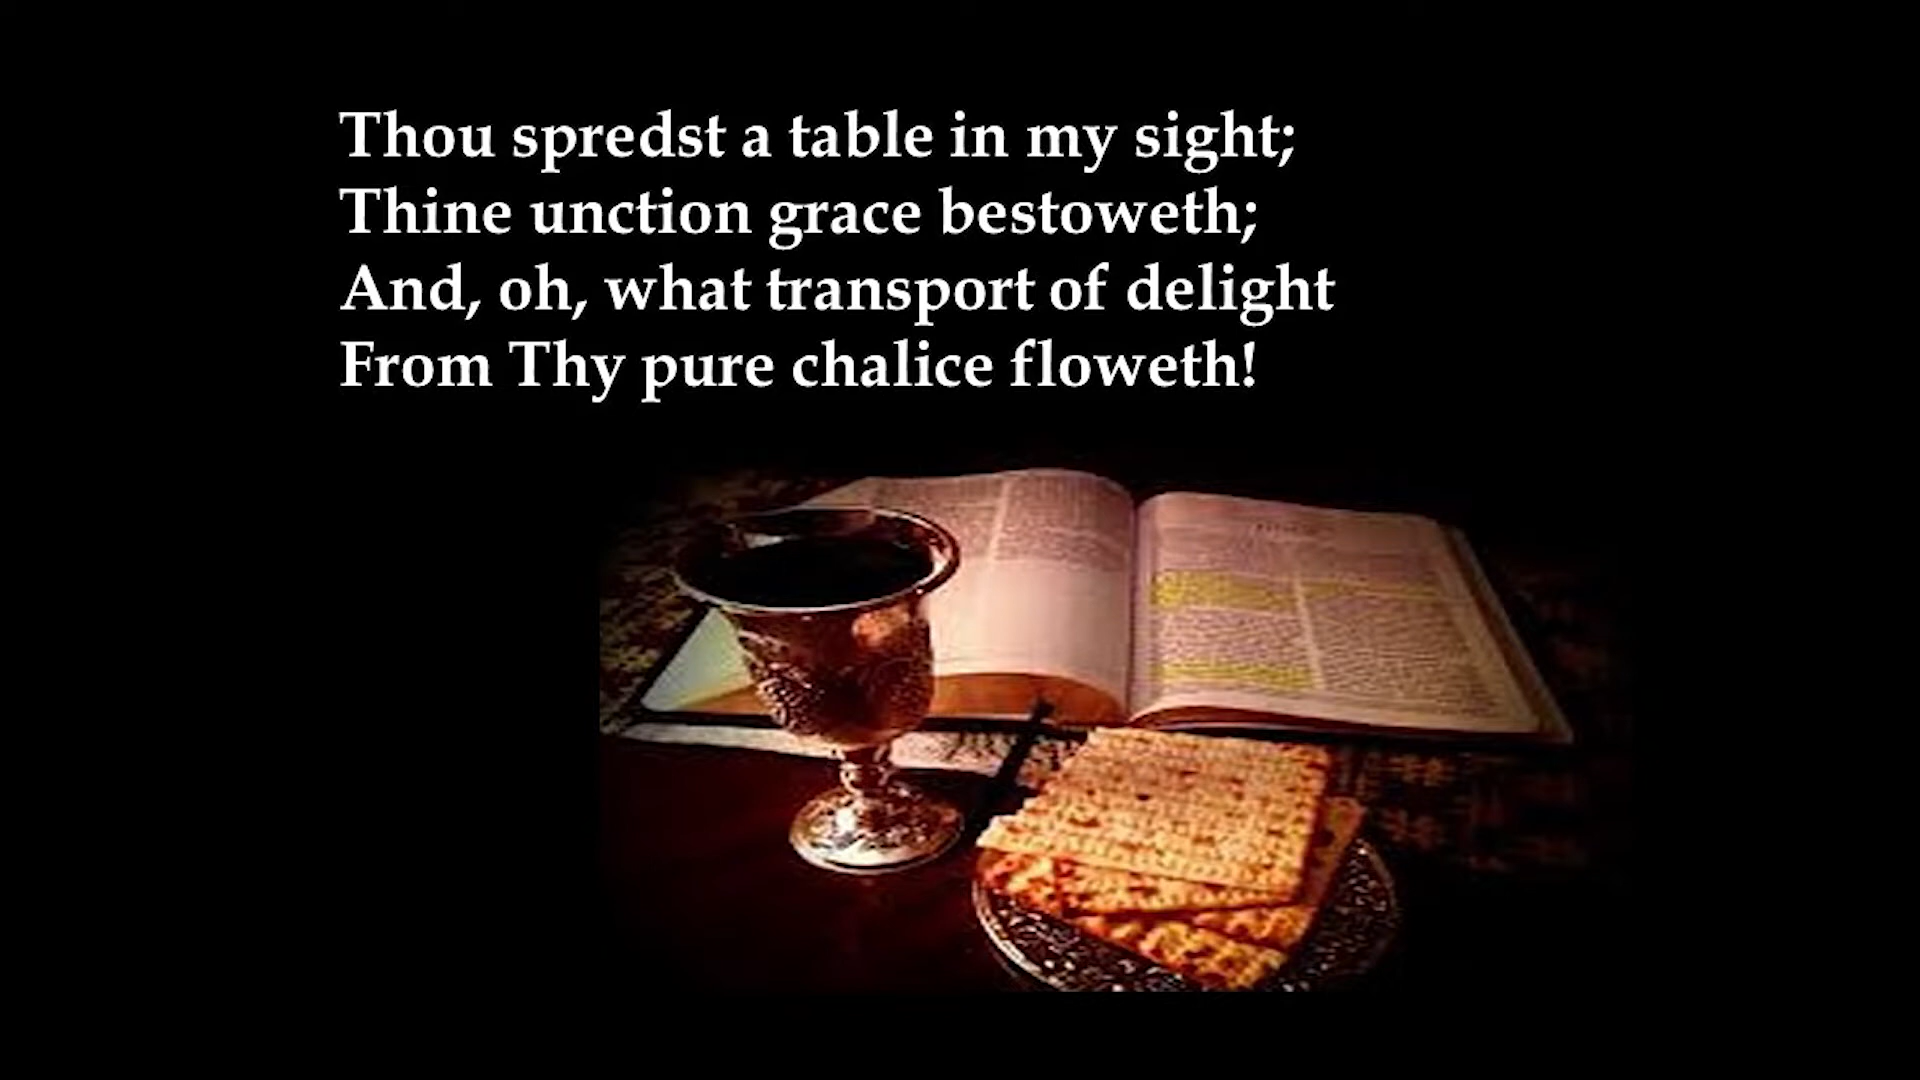 Thou spredst a table in my sight;
Thine unction grace bestoweth;
And, oh, what transport of delight
From Thy pure chalice floweth!